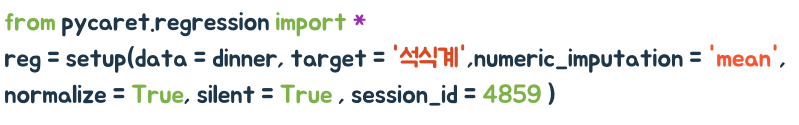 from pycaret.regression import *
reg = setup(data = dinner, target = '석식계',numeric_imputation = 'mean',
normalize = True, silent = True , session_id = 4859 )